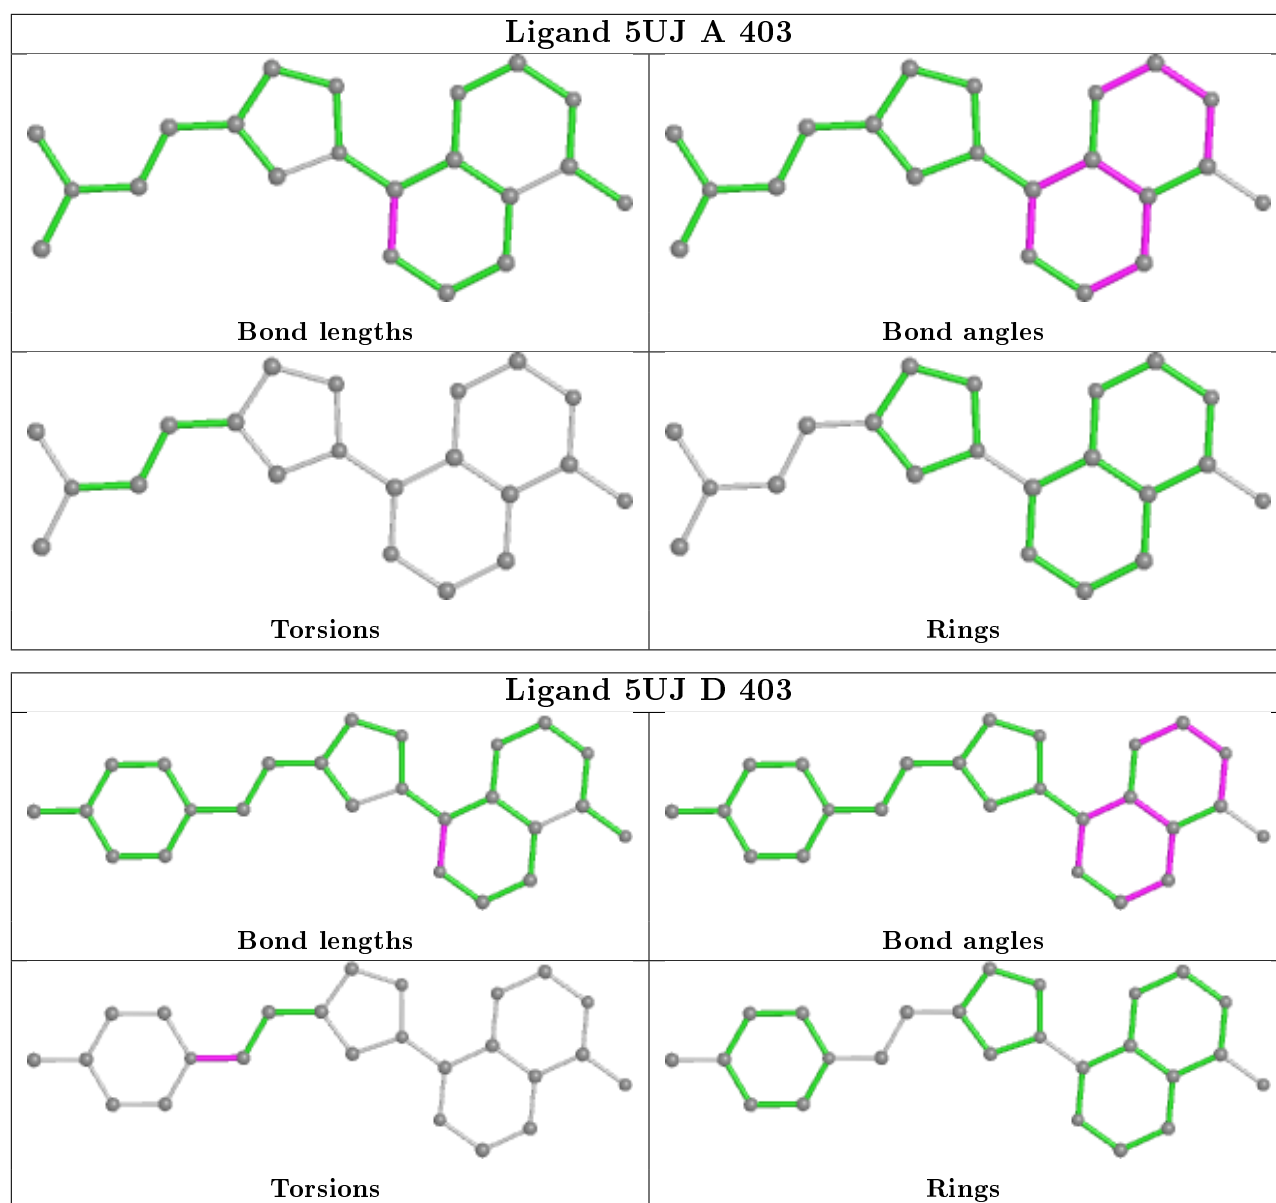 Ligand 5UJ A 403
Bond lengths
Bond angles
Torsions
Rings
Ligand 5UJ D 403
Bond lengths
Bond angles
Torsions
Rings